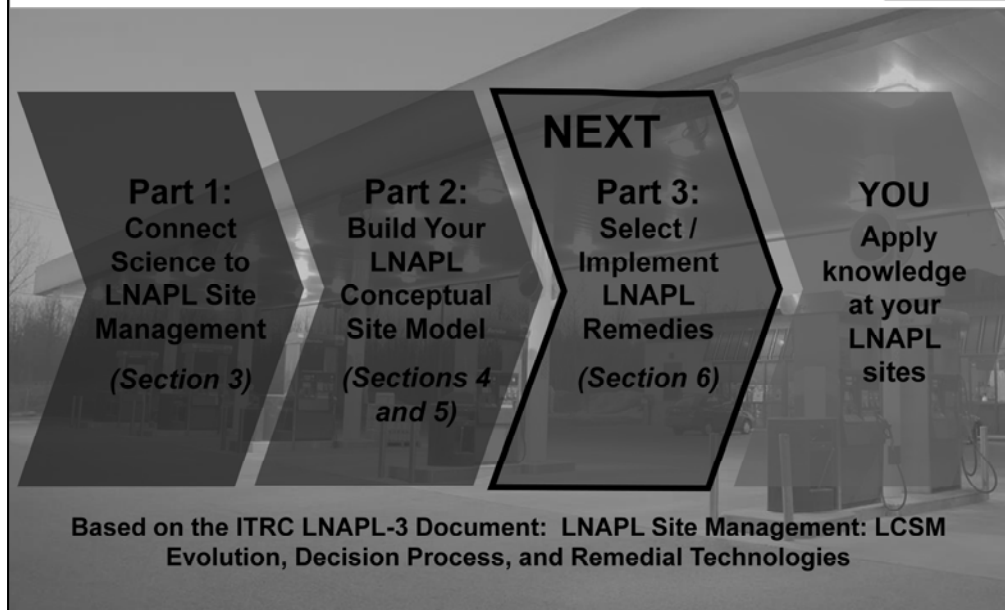 NEXT
Part 1:
Connect
Science to
LNAPL Site
Management
(Section 3)
Part 2:
Build Your
LNAPL
Conceptual
Site Model
(Sections 4
and 5)
Part 3:
Select /
Implement
LNAPL
Remedies
(Section 6)
YOU
Apply
knowledge
at your
LNAPL
sites
Based on the ITRC LNAPL-3 Document: LNAPL Site Management: LCSM
Evolution, Decision Process, and Remedial Technologies